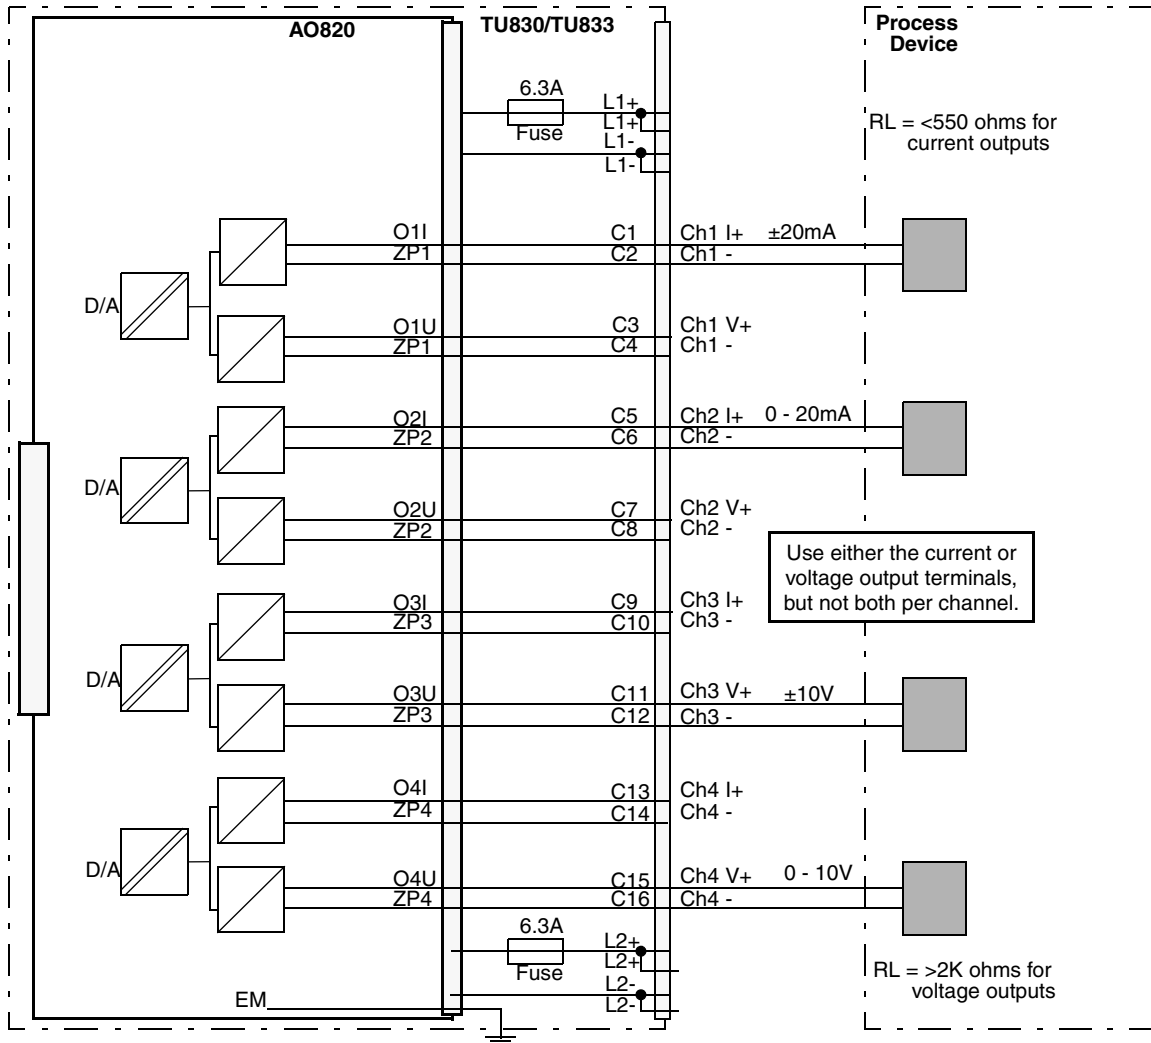 AO820
TU830/TU833
Process
Device
6.3A
Fuse
L1+
L1+
L1-
L1-
RL = <550 ohms for
current outputs
O1I
ZP1
C1
C2
Ch1 I+
Ch1 -
±20mA
D/A
O1U
ZP1
C3
C4
Ch1 V+
Ch1 -
O2I
ZP2
C5
C6
Ch2 I+
Ch2 -
0 - 20mA
D/A
O2U
ZP2
C7
C8
Ch2 V+
Ch2 -
Use either the current or
voltage output terminals,
but not both per channel.
O3I
ZP3
C9
C10
Ch3 I+
Ch3 -
D/A
O3U
ZP3
C11
C12
Ch3 V+
Ch3 -
±10V
O4I
ZP4
C13
C14
Ch4 I+
Ch4 -
D/A
O4U
ZP4
C15
C16
Ch4 V+
Ch4 -
0 - 10V
6.3A
Fuse
L2+
L2+
L2-
L2-
RL = >2K ohms for
voltage outputs
EM